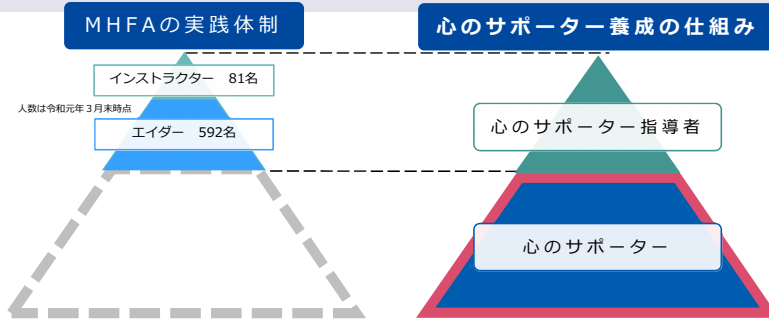 MHFAの実践体制
インストラクター　81名
人数は令和元年3月末時点
エイダー　592名
心のサポーター養成の仕組み
心のサポーター指導者
心のサポーター